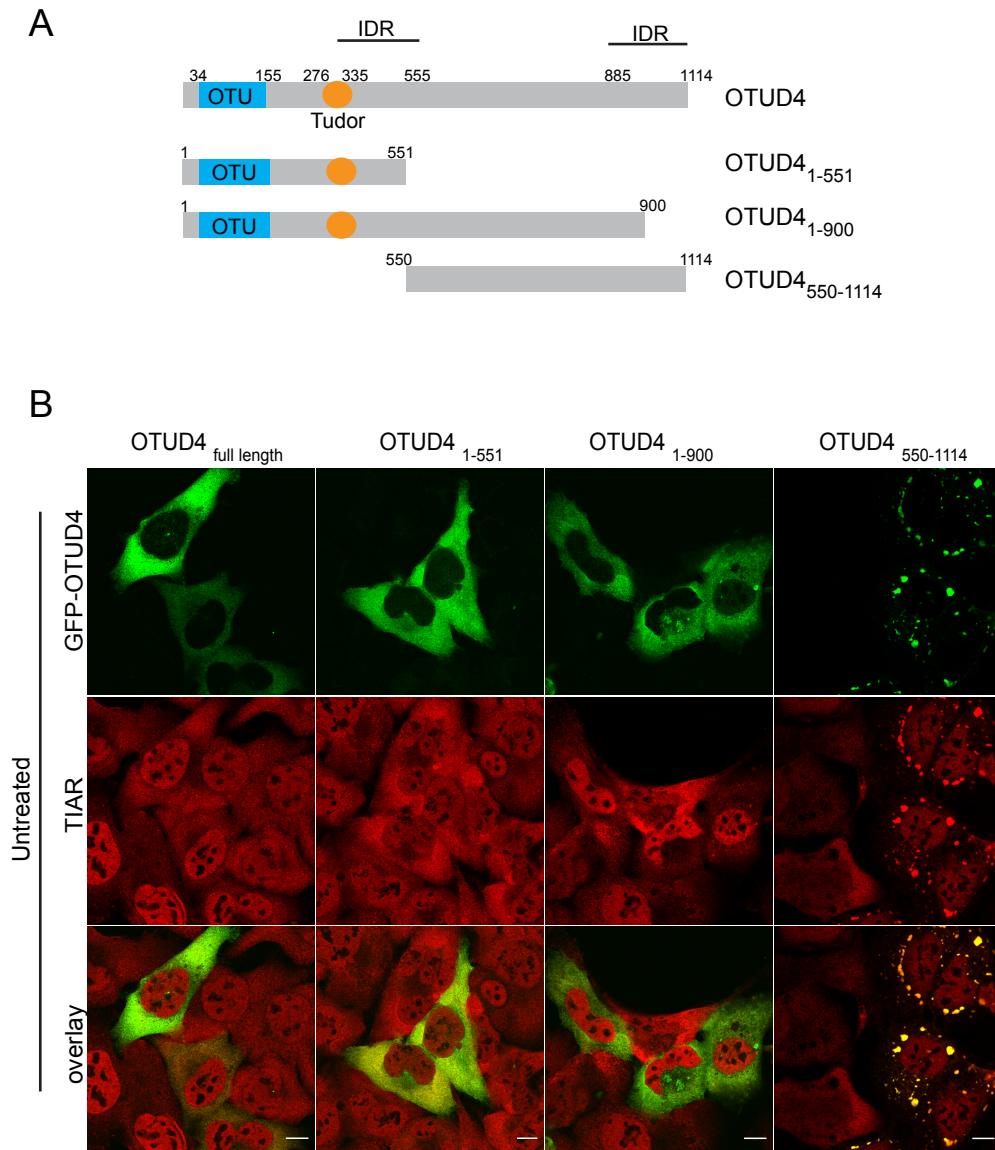 A
IDR IDR
34 155 276 335 555 885 1114
OTU OTUD4
Tudor
1 551
OTU OTUD4 1-551
1 900
OTU OTUD4 1-900
550 1114
OTUD4 550-1114
B
OTUD4 full length OTUD4 1-551 OTUD4 1-900 OTUD4 550-1114
Untreated
GFP-OTUD4
TIAR
overlay